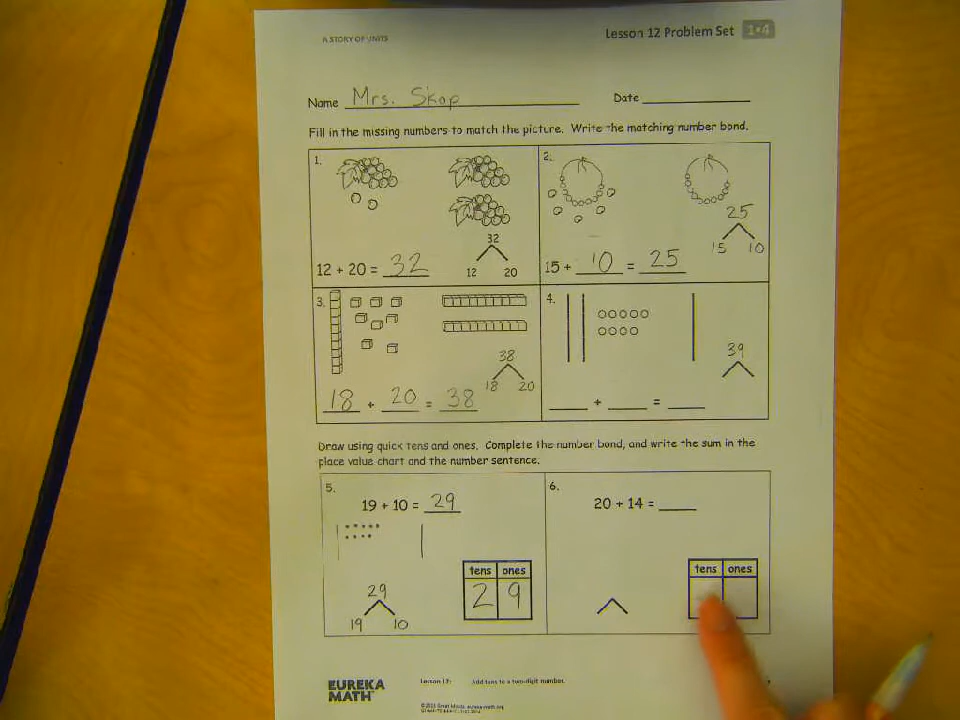 A STORY OF UNITS
Lesson 12 Problem Set 1•4
Name Mrs. Skop Date
Fill in the missing numbers to match the picture. Write the matching number bond.
1.
32
12 20
12 + 20 = 32
2.
25
15 10
15 + 10 = 25
3.
38
18 20
18 + 20 = 38
4.
39
+ =
Draw using quick tens and ones. Complete the number bond, and write the sum in the
place value chart and the number sentence.
5.
19 + 10 = 29
29
19 10
tens ones
2 9
6.
20 + 14 =
tens ones
EUREKA
MATH
Lesson 12: Add tens to a two-digit number.